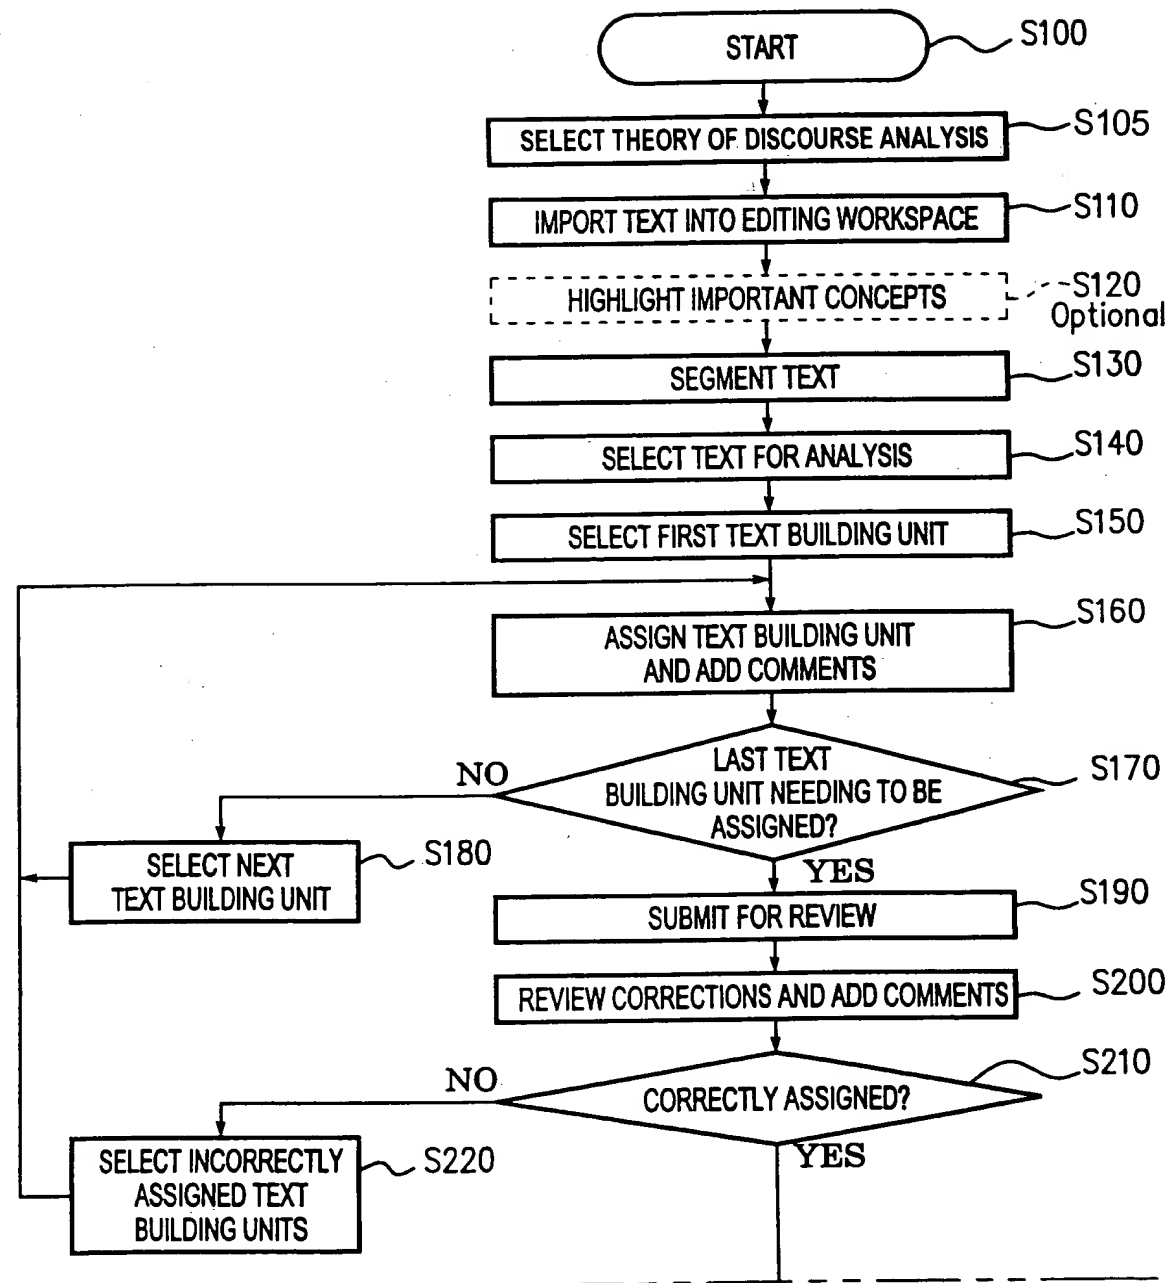 START
S100
SELECT THEORY OF DISCOURSE ANALYSIS
S105
IMPORT TEXT INTO EDITING WORKSPACE
S110
HIGHLIGHT IMPORTANT CONCEPTS
S120
Optional
SEGMENT TEXT
S130
SELECT TEXT FOR ANALYSIS
S140
SELECT FIRST TEXT BUILDING UNIT
S150
ASSIGN TEXT BUILDING UNIT
AND ADD COMMENTS
S160
LAST TEXT
BUILDING UNIT NEEDING TO BE
ASSIGNED?
S170
NO
YES
SELECT NEXT
TEXT BUILDING UNIT
S180
SUBMIT FOR REVIEW
S190
REVIEW CORRECTIONS AND ADD COMMENTS
S200
CORRECTLY ASSIGNED?
S210
NO
YES
SELECT INCORRECTLY
ASSIGNED TEXT
BUILDING UNITS
S220